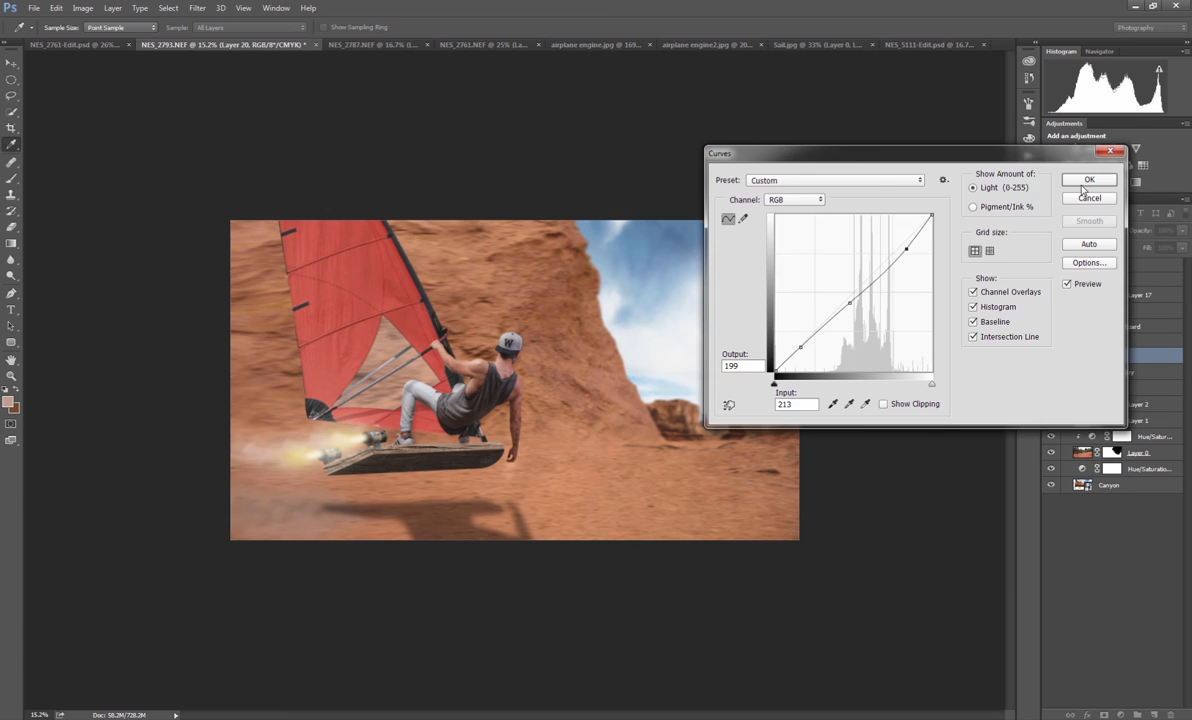 Ps File Edit Image Layer Type Select Filter 3D View Window Help
Sample Size: Point Sample Sample: All Layers Show Sampling Ring Photography
NES_2761-Edit.psd @ 26%... × NES_2793.NEF @ 15.2% (Layer 20, RGB/8*/CMYK) * × NES_2787.NEF @ 16.7% (L... × NES_2761.NEF @ 25% (La... × airplane engine.jpg @ 169... × airplane engine2.jpg @ 20... × Sail.jpg @ 33% (Layer 0, L... × NES_5111-Edit.psd @ 16.7... ×
Histogram Navigator
Adjustments
Add an adjustment
Curves
Preset: Custom
Channel: RGB
Show Amount of:
Light (0-255)
Pigment/Ink %
Grid size:
Show:
Channel Overlays
Histogram
Baseline
Intersection Line
OK
Cancel
Smooth
Auto
Options...
Preview
Output:
199
Input:
213
Show Clipping
W
T
Fill:
Layer 17
Layer 2
Layer 1
Hue/Satur...
Layer 0
Hue/Saturatio...
Canyon
15.2% Doc: 58.2M/728.2M